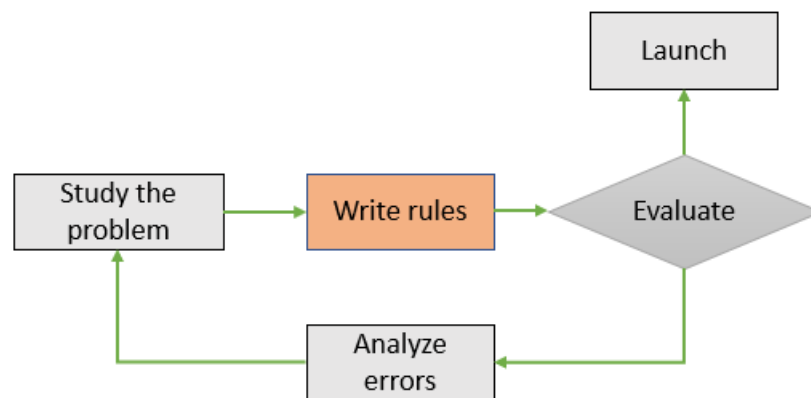 Launch
Study the
problem
Write rules
Evaluate
Analyze
errors